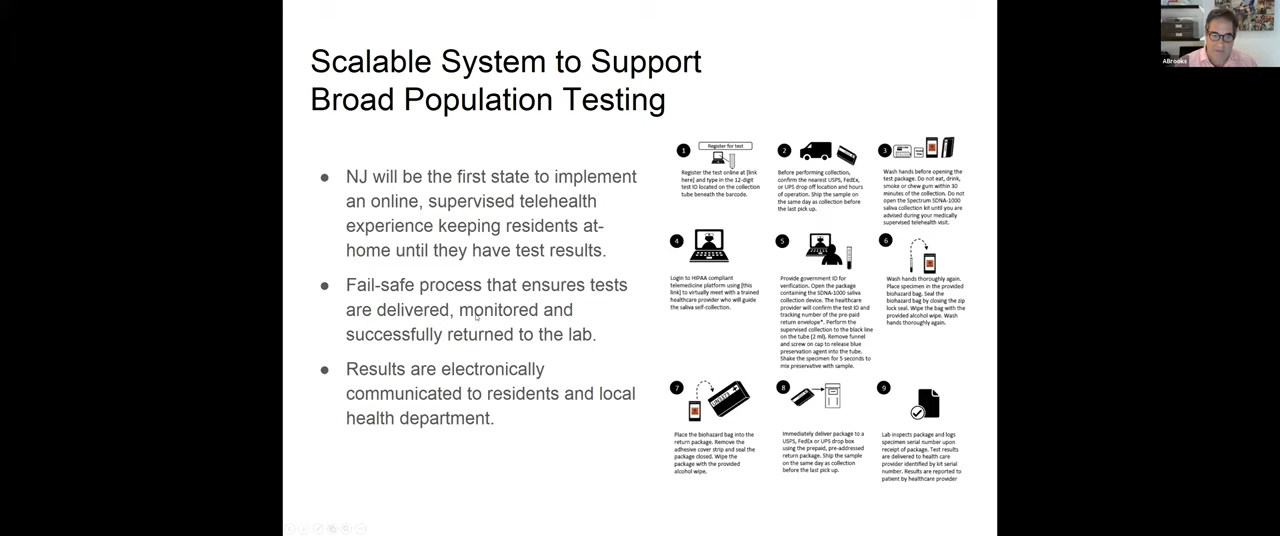 Scalable System to Support
Broad Population Testing
● NJ will be the first state to implement
an online, supervised telehealth
experience keeping residents at-
home until they have test results.
● Fail-safe process that ensures tests
are delivered, monitored and
successfully returned to the lab.
● Results are electronically
communicated to residents and local
health department.
1
Register for test
Register the test online at [link
here] and type in the 12-digit
test ID located on the collection
tube beneath the barcode.
2
Before performing collection,
confirm the nearest USPS, FedEx,
or UPS drop off location and hours
of operation. Ship the sample on
the same day as collection before
the last pick up.
3
Wash hands before opening the
test package. Do not eat, drink,
smoke or chew gum within 30
minutes of the collection. Do not
open the Spectrum SDNA-1000
saliva collection kit until you are
advised during your medically
supervised telehealth visit.
4
Login to HIPAA compliant
telemedicine platform using [this
link] to virtually meet with a trained
healthcare provider who will guide
the saliva self-collection.
5
Provide government ID for
verification. Open the package
containing the SDNA-1000 saliva
collection device. The healthcare
provider will confirm the test ID and
tracking number of the pre-paid
return envelope*. Perform the
supervised collection to the black line
on the tube (2 ml). Remove funnel
and screw on cap to release blue
preservation agent into the tube.
Shake the specimen for 5 seconds to
mix preservative with sample.
6
Wash hands thoroughly again.
Place specimen in the provided
biohazard bag. Seal the
biohazard bag by closing the zip
lock seal. Wipe the bag with the
provided alcohol wipe. Wash
hands thoroughly again.
7
UN3373
Place the biohazard bag into the
return package. Remove the
adhesive cover strip and seal the
package closed. Wipe the
package with the provided
alcohol wipe.
8
Immediately deliver package to a
USPS, FedEx or UPS drop box
using the prepaid, pre-addressed
return package. Ship the sample
on the same day as collection
before the last pick up.
9
Lab inspects package and logs
specimen serial number upon
receipt of package. Test results
are delivered to health care
provider identified by kit serial
number. Results are reported to
patient by healthcare provider
ABrooks